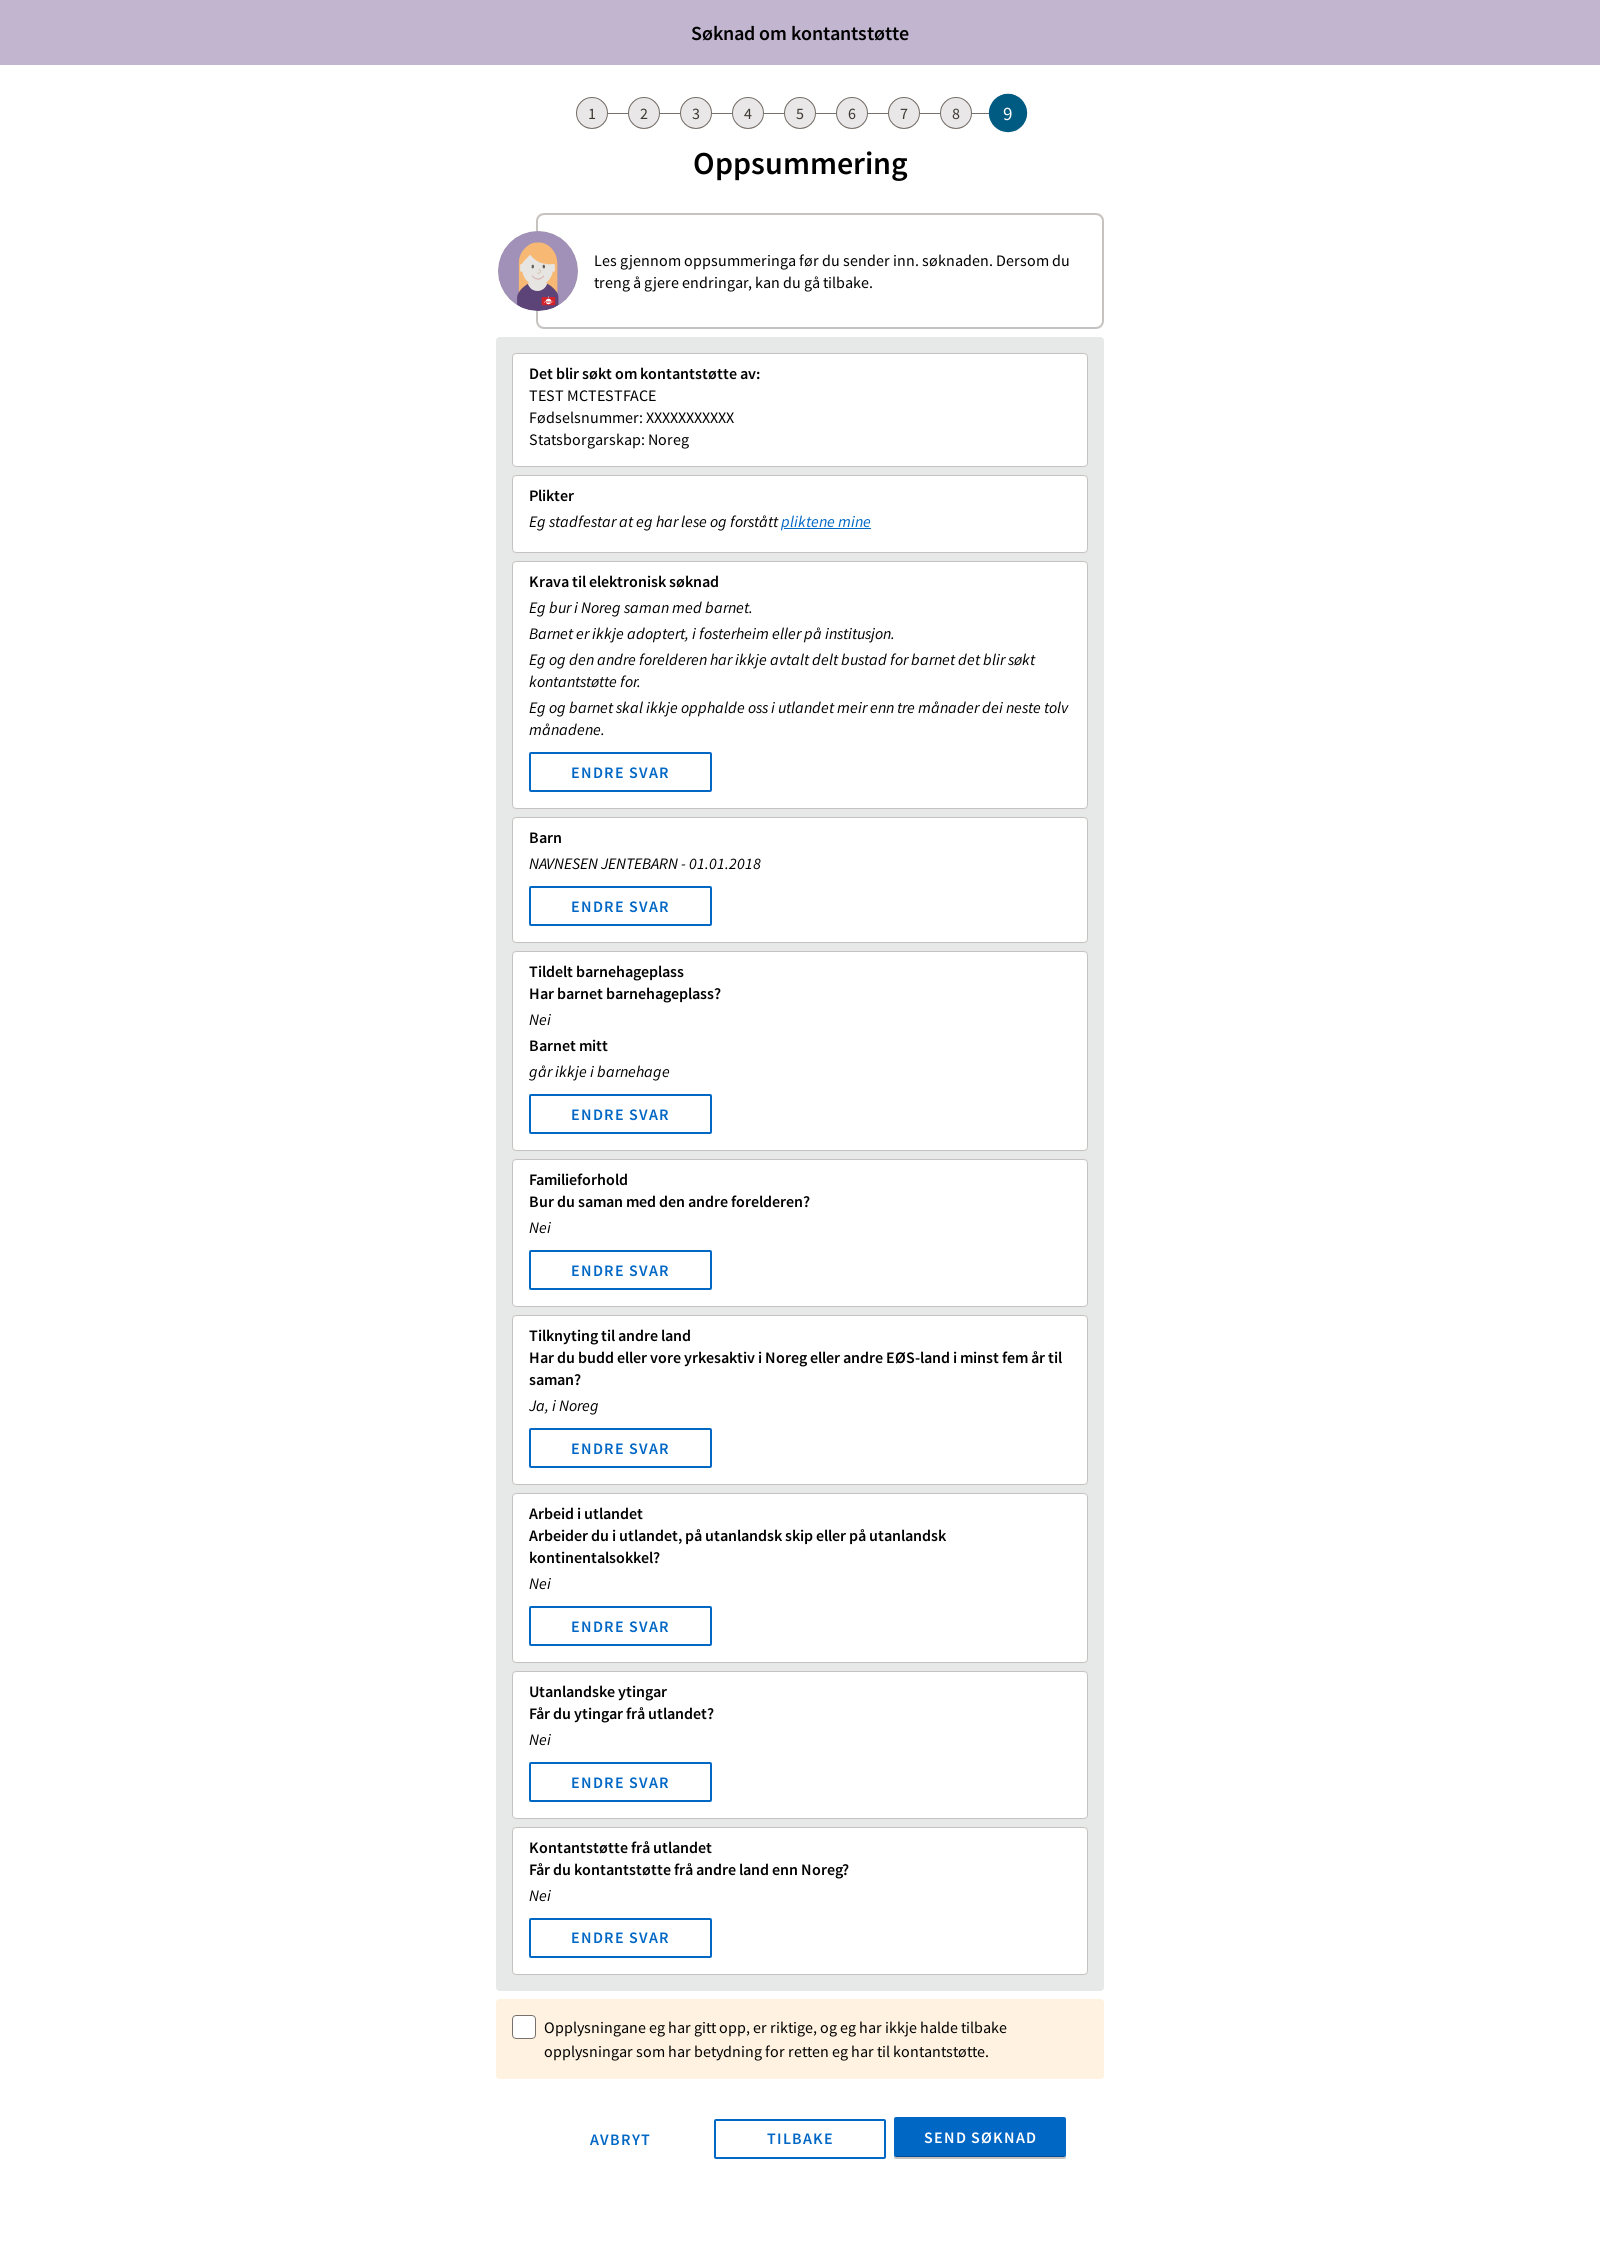 Søknad om kontantstøtte
1 2 3 4 5 6 7 8 9
Oppsummering
Les gjennom oppsummeringa før du sender inn. søknaden. Dersom du
treng å gjere endringar, kan du gå tilbake.
Det blir søkt om kontantstøtte av:
TEST MCTESTFACE
Fødselsnummer: XXXXXXXXXXX
Statsborgarskap: Noreg
Plikter
Eg stadfestar at eg har lese og forstått pliktene mine
Krava til elektronisk søknad
Eg bur i Noreg saman med barnet.
Barnet er ikkje adoptert, i fosterheim eller på institusjon.
Eg og den andre forelderen har ikkje avtalt delt bustad for barnet det blir søkt
kontantstøtte for.
Eg og barnet skal ikkje opphalde oss i utlandet meir enn tre månader dei neste tolv
månadene.
ENDRE SVAR
Barn
NAVNESEN JENTEBARN - 01.01.2018
ENDRE SVAR
Tildelt barnehageplass
Har barnet barnehageplass?
Nei
Barnet mitt
går ikkje i barnehage
ENDRE SVAR
Familieforhold
Bur du saman med den andre forelderen?
Nei
ENDRE SVAR
Tilknyting til andre land
Har du budd eller vore yrkesaktiv i Noreg eller andre EØS-land i minst fem år til
saman?
Ja, i Noreg
ENDRE SVAR
Arbeid i utlandet
Arbeider du i utlandet, på utanlandsk skip eller på utanlandsk
kontinentalsokkel?
Nei
ENDRE SVAR
Utanlandske ytingar
Får du ytingar frå utlandet?
Nei
ENDRE SVAR
Kontantstøtte frå utlandet
Får du kontantstøtte frå andre land enn Noreg?
Nei
ENDRE SVAR
Opplysningane eg har gitt opp, er riktige, og eg har ikkje halde tilbake
opplysningar som har betydning for retten eg har til kontantstøtte.
AVBRYT TILBAKE SEND SØKNAD